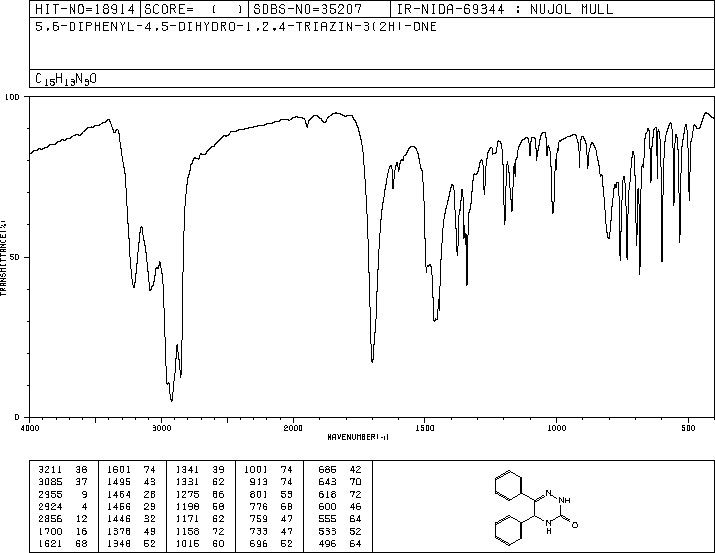 HIT-NO=18914 SCORE= ( ) SDBS-NO=35207 IR-NIDA-69344 : NUJOL MULL
5,6-DIPHENYL-4,5-DIHYDRO-1,2,4-TRIAZIN-3(2H)-ONE
C15H13N3O
100
TRANSMITTANCE(%)
50
0
4000 3000 2000 1500 1000 500
WAVENUMBER(-1)
3211 38 1601 74 1341 39 1001 74 686 42
3085 37 1495 43 1331 62 913 74 643 70
2955 9 1464 28 1275 66 801 53 618 72
2924 4 1456 29 1198 58 776 68 600 46
2856 12 1446 32 1171 62 759 47 555 64
1700 16 1378 49 1158 72 733 47 533 52
1621 68 1348 52 1016 60 696 52 496 64
N
NH
N
H
O